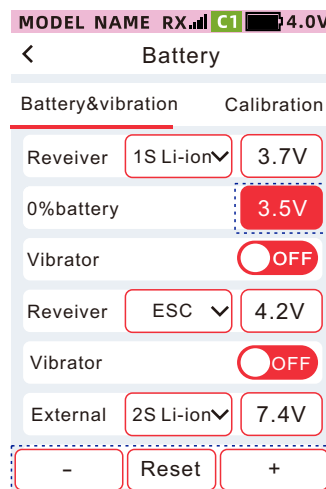 MODEL NAME RX C1 4.0V
< Battery
Battery&vibration Calibration
Reveiver 1S Li-ion 3.7V
0%battery 3.5V
Vibrator OFF
Reveiver ESC 4.2V
Vibrator OFF
External 2S Li-ion 7.4V
- Reset +